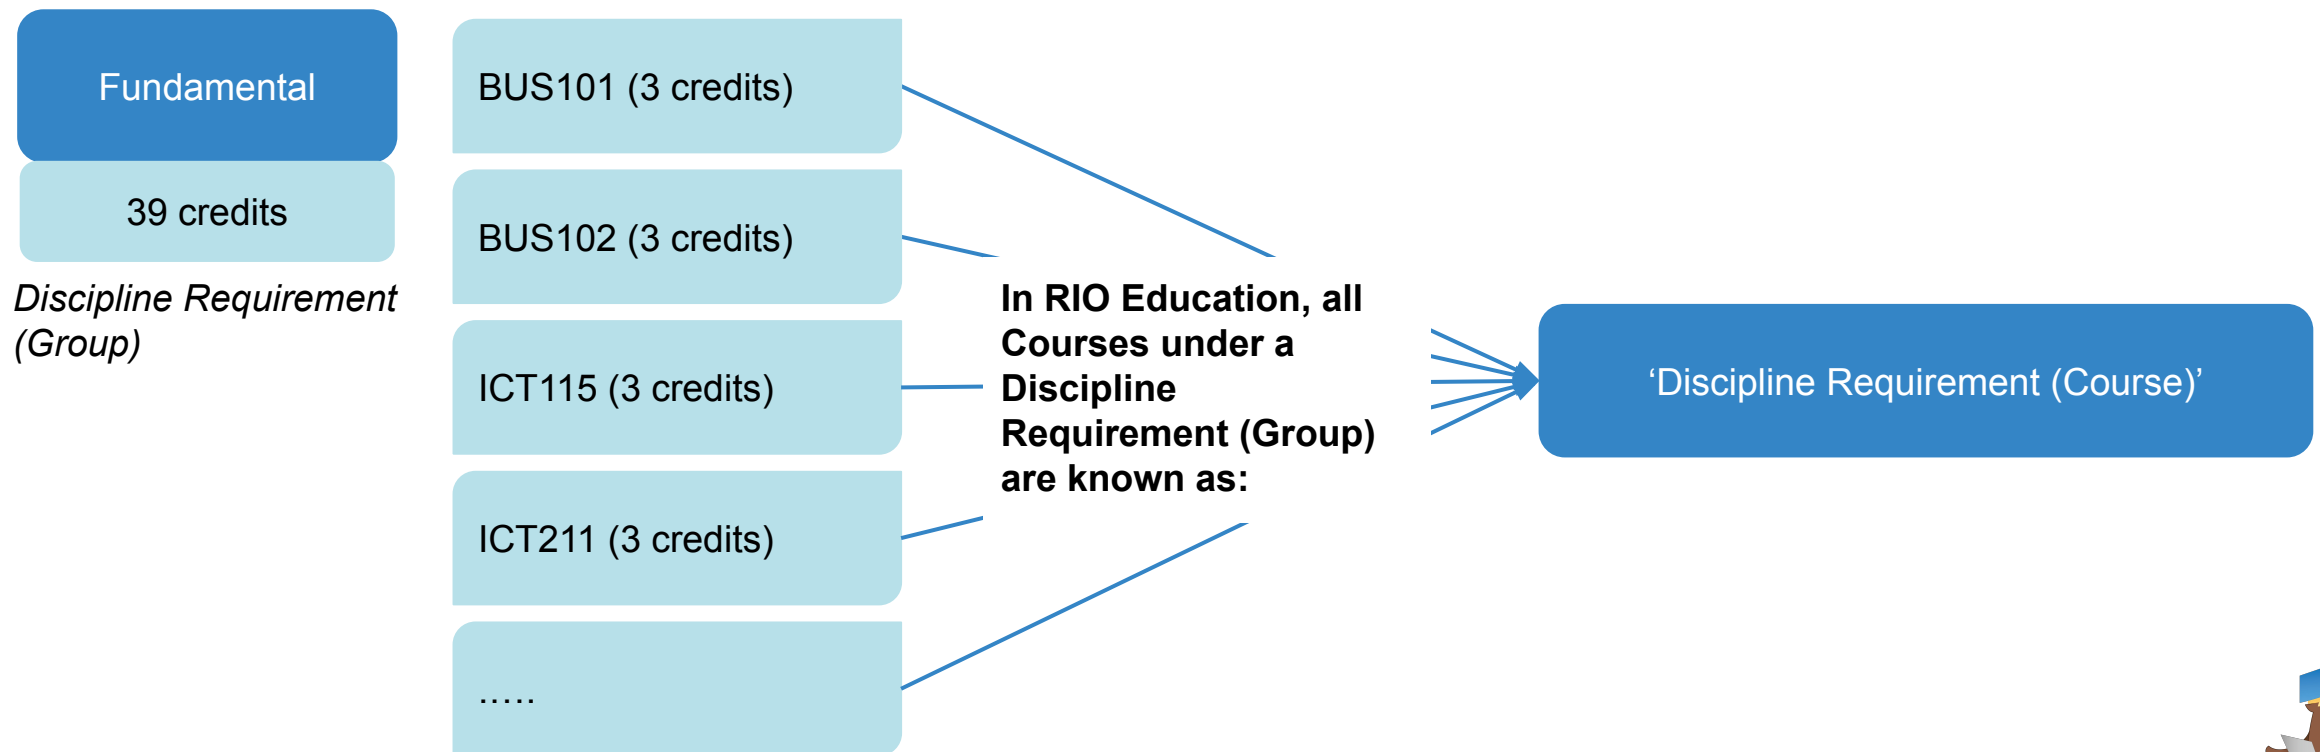 Fundamental
39 credits
Discipline Requirement
(Group)
BUS101 (3 credits)
BUS102 (3 credits)
ICT115 (3 credits)
ICT211 (3 credits)
.....
In RIO Education, all
Courses under a
Discipline
Requirement (Group)
are known as:
‘Discipline Requirement (Course)’